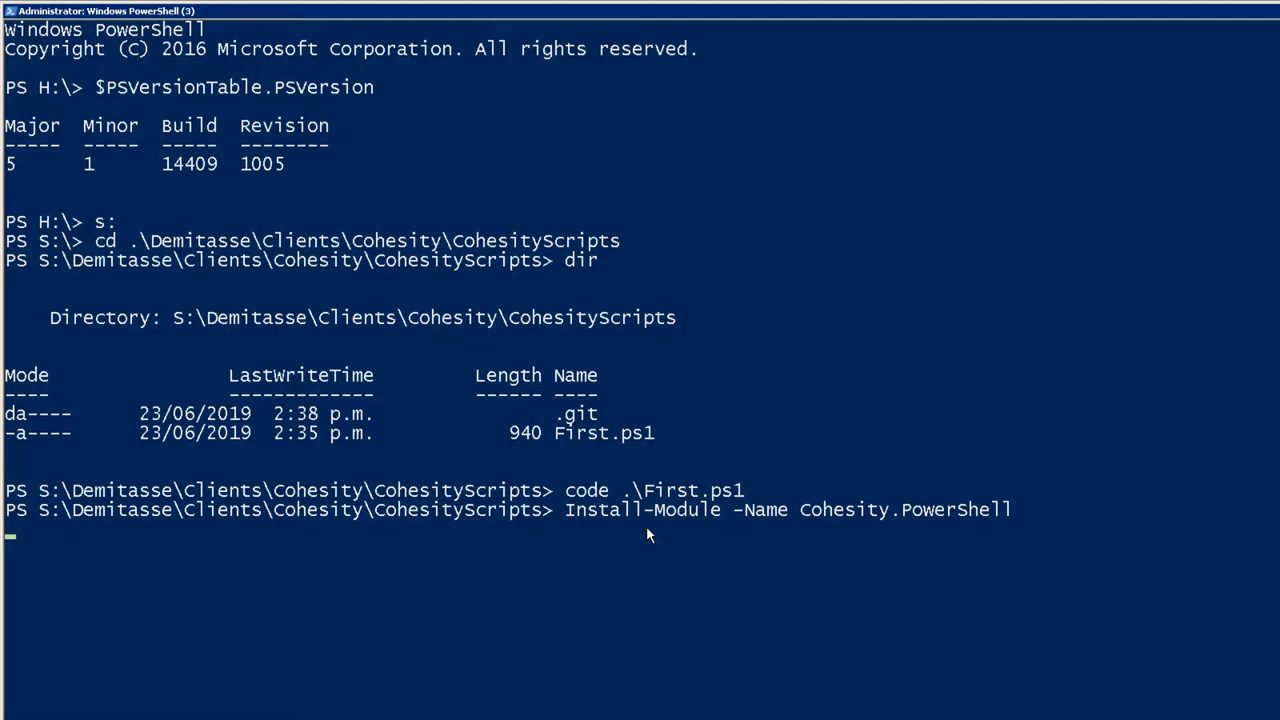 Administrator: Windows PowerShell (3)
Windows PowerShell
Copyright (C) 2016 Microsoft Corporation. All rights reserved.
PS H:\> $PSVersionTable.PSVersion
Major  Minor  Build  Revision
-----  -----  -----  --------
5      1      14409  1005
PS H:\> s:
PS S:\> cd .\Demitasse\Clients\Cohesity\CohesityScripts
PS S:\Demitasse\Clients\Cohesity\CohesityScripts> dir
    Directory: S:\Demitasse\Clients\Cohesity\CohesityScripts
Mode                LastWriteTime         Length Name
----                -------------         ------ ----
da----      23/06/2019  2:38 p.m.                .git
-a----      23/06/2019  2:35 p.m.            940 First.ps1
PS S:\Demitasse\Clients\Cohesity\CohesityScripts> code .\First.ps1
PS S:\Demitasse\Clients\Cohesity\CohesityScripts> Install-Module -Name Cohesity.PowerShell